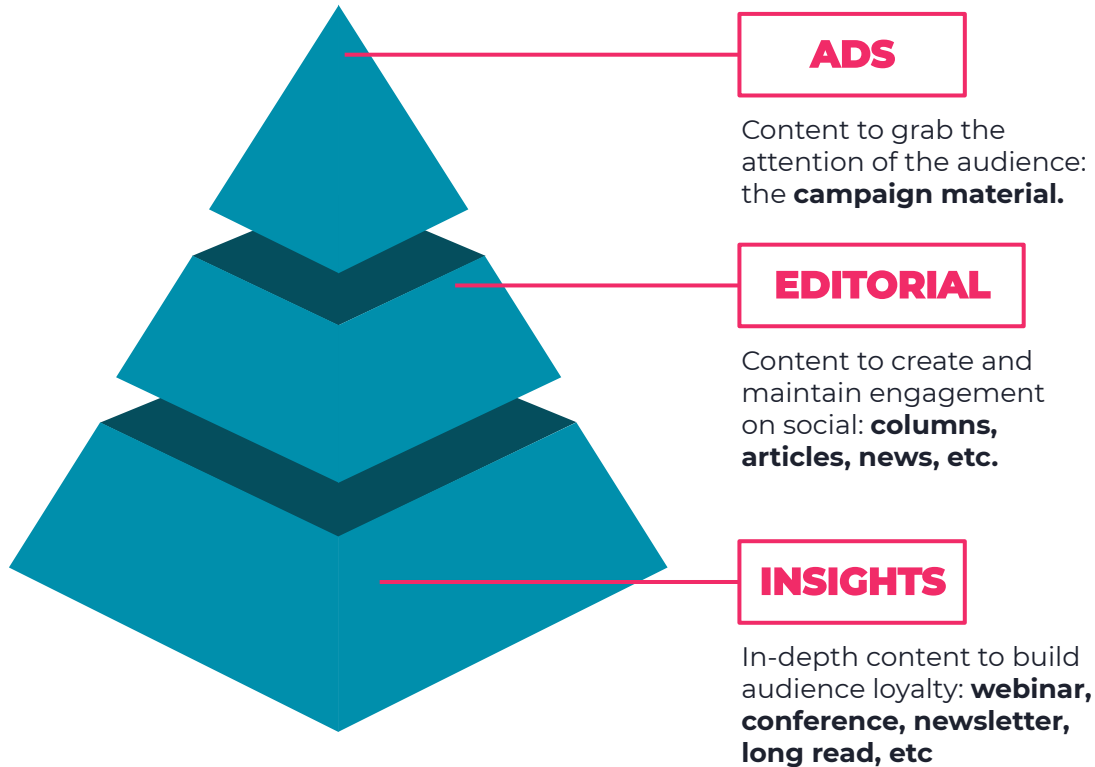 ADS
Content to grab the
attention of the audience:
the campaign material.
EDITORIAL
Content to create and
maintain engagement
on social: columns,
articles, news, etc.
INSIGHTS
In-depth content to build
audience loyalty: webinar,
conference, newsletter,
long read, etc